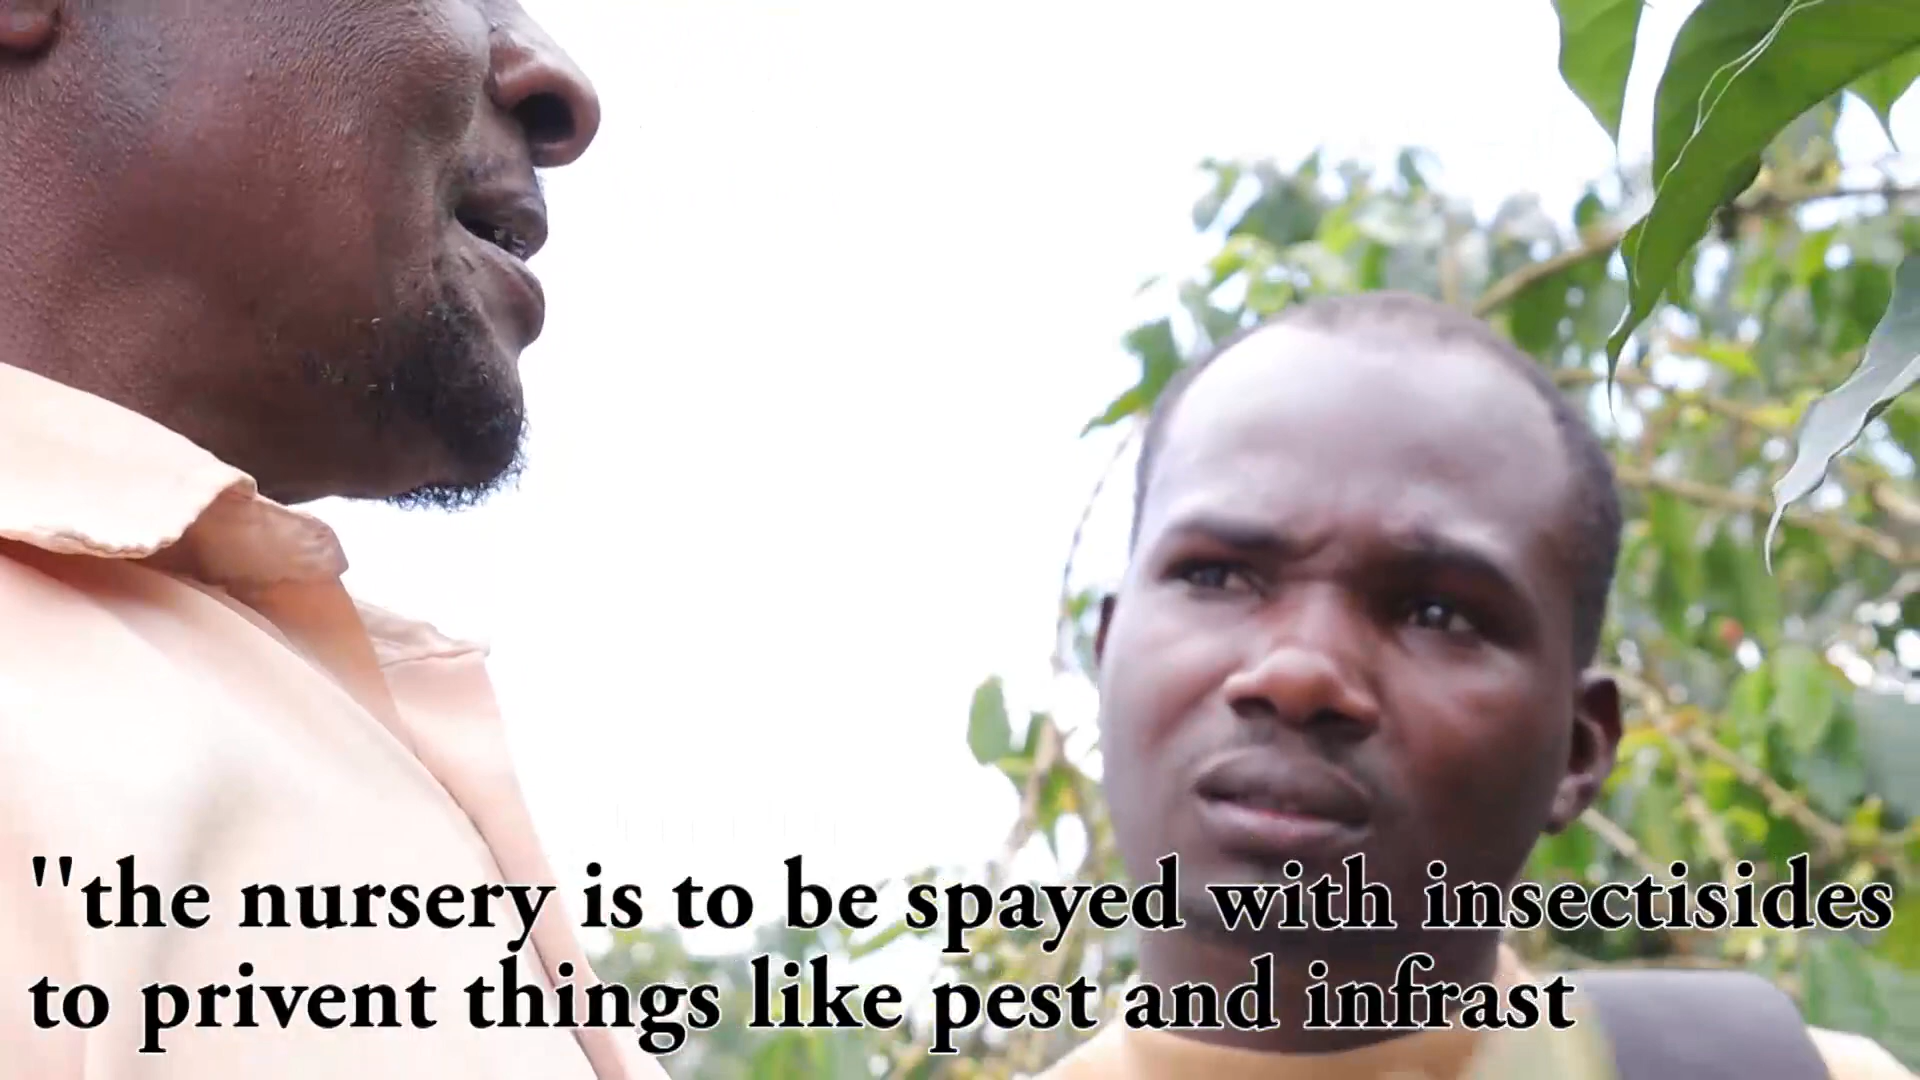 "the nursery is to be spayed with insectisides
to privent things like pest and infrast